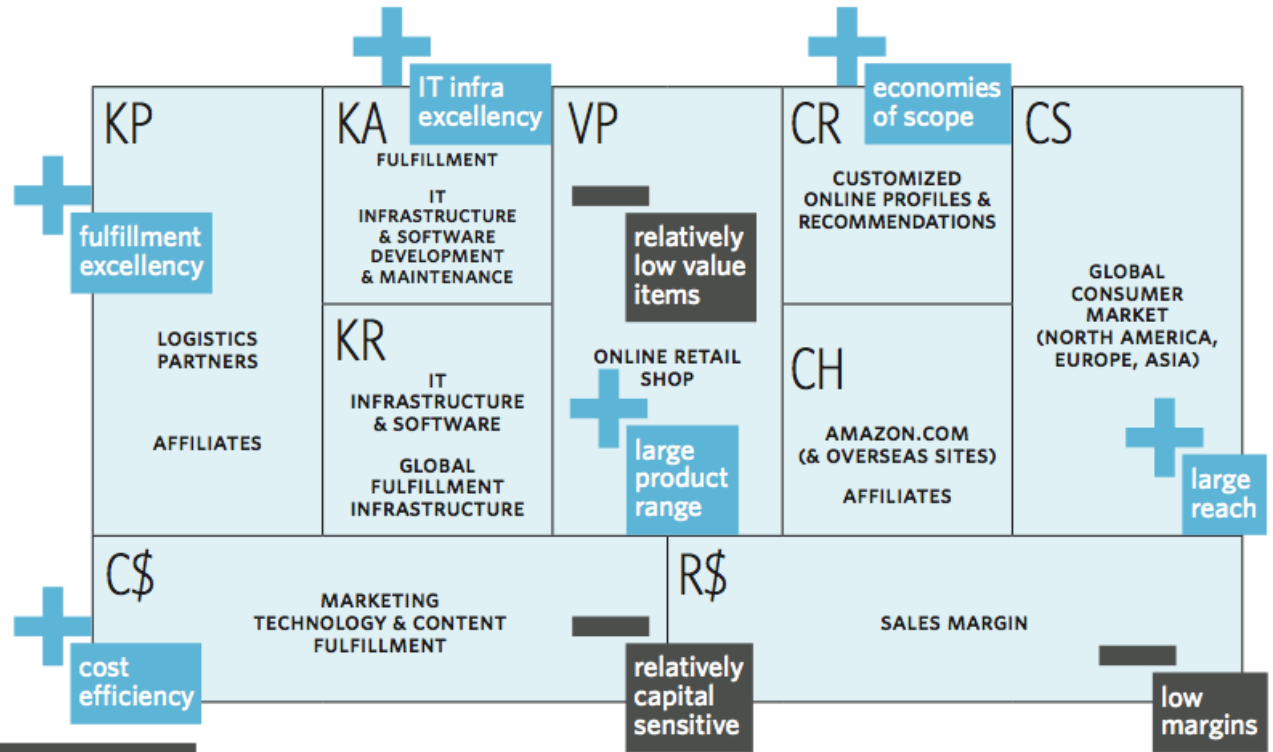 KP
fulfillment
excellency
LOGISTICS
PARTNERS
AFFILIATES
KA
IT infra
excellency
FULFILLMENT
IT
INFRASTRUCTURE
& SOFTWARE
DEVELOPMENT
& MAINTENANCE
KR
IT
INFRASTRUCTURE
& SOFTWARE
GLOBAL
FULFILLMENT
INFRASTRUCTURE
VP
relatively
low value
items
ONLINE RETAIL
SHOP
large
product
range
CR
economies
of scope
CUSTOMIZED
ONLINE PROFILES &
RECOMMENDATIONS
CH
AMAZON.COM
(& OVERSEAS SITES)
AFFILIATES
CS
GLOBAL
CONSUMER
MARKET
(NORTH AMERICA,
EUROPE, ASIA)
large
reach
C$
MARKETING
TECHNOLOGY & CONTENT
FULFILLMENT
cost
efficiency
relatively
capital
sensitive
R$
SALES MARGIN
low
margins